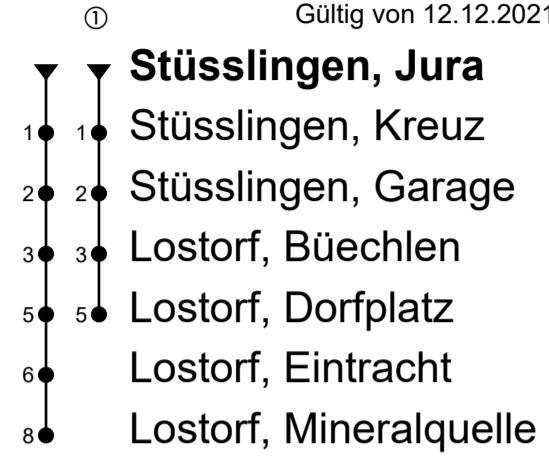 ① Gültig von 12.12.2021
Stüsslingen, Jura
1 1 Stüsslingen, Kreuz
2 2 Stüsslingen, Garage
3 3 Lostorf, Büechlen
5 5 Lostorf, Dorfplatz
6 Lostorf, Eintracht
8 Lostorf, Mineralquelle